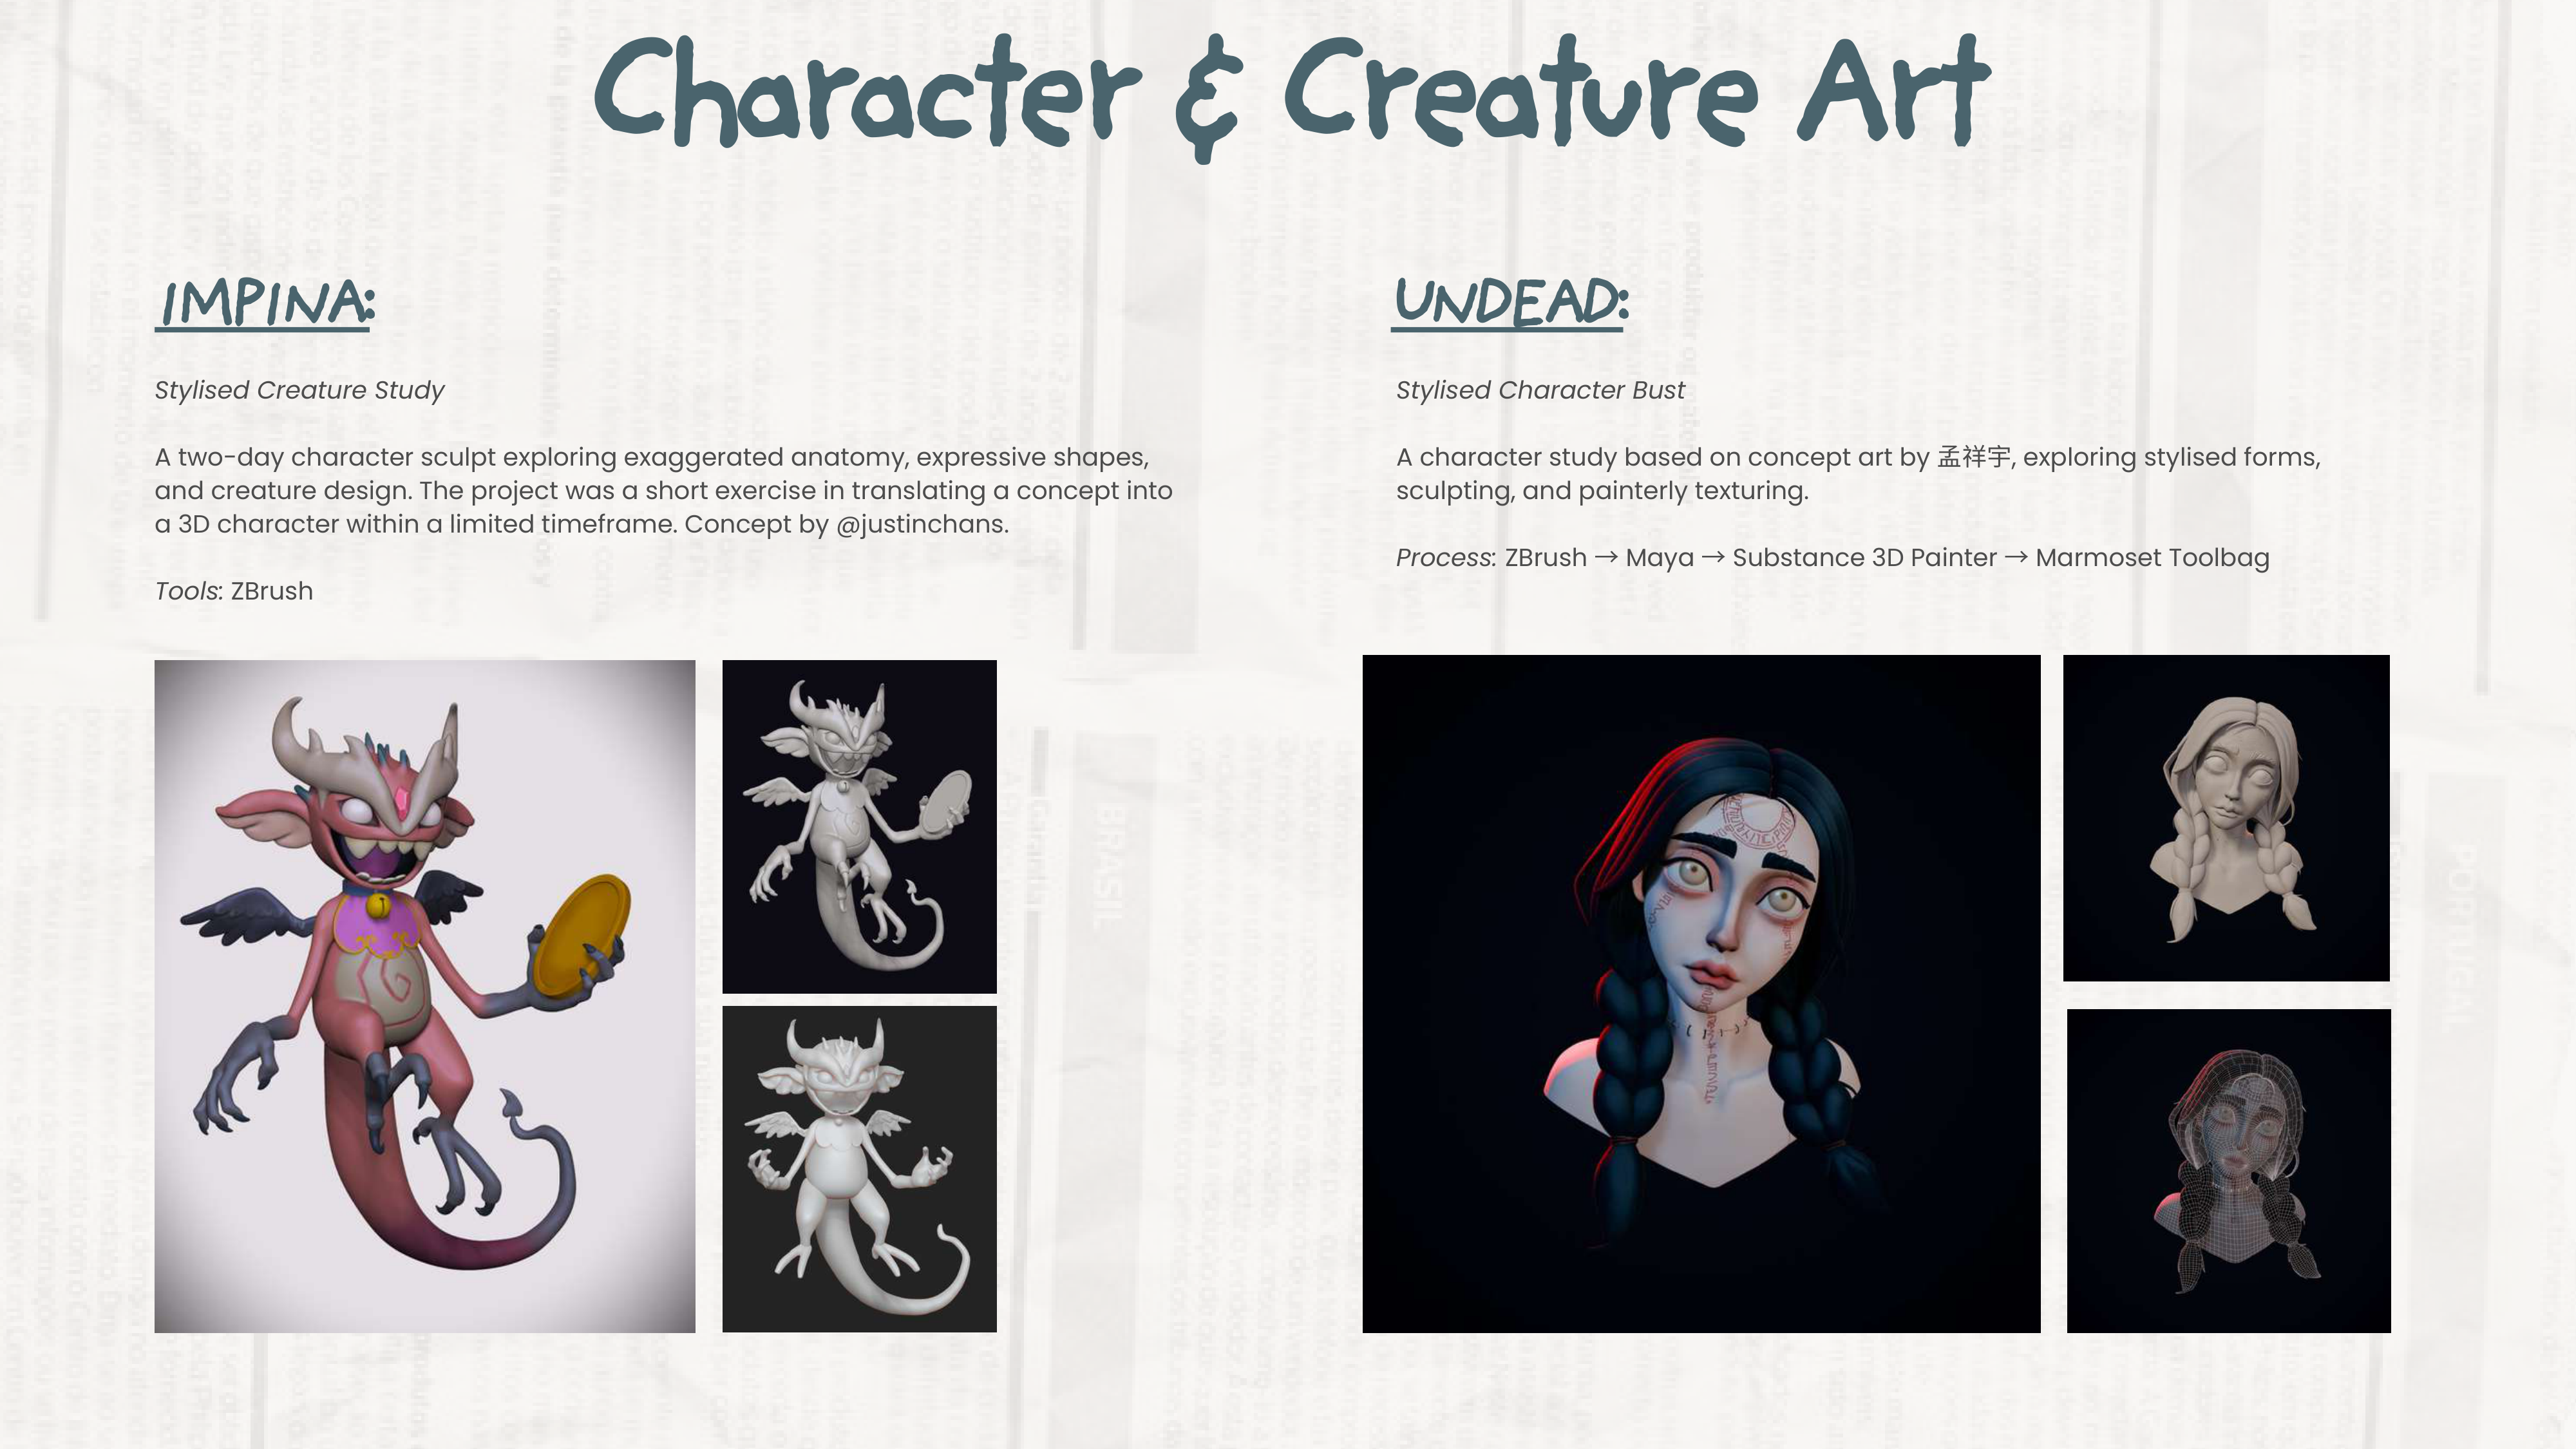 Character & Creature Art
IMPINA:
Stylised Creature Study
A two-day character sculpt exploring exaggerated anatomy, expressive shapes,
and creature design. The project was a short exercise in translating a concept into
a 3D character within a limited timeframe. Concept by @justinchans.
Tools: ZBrush
UNDEAD:
Stylised Character Bust
A character study based on concept art by 孟祥宇, exploring stylised forms,
sculpting, and painterly texturing.
Process: ZBrush → Maya → Substance 3D Painter → Marmoset Toolbag
BRASIL